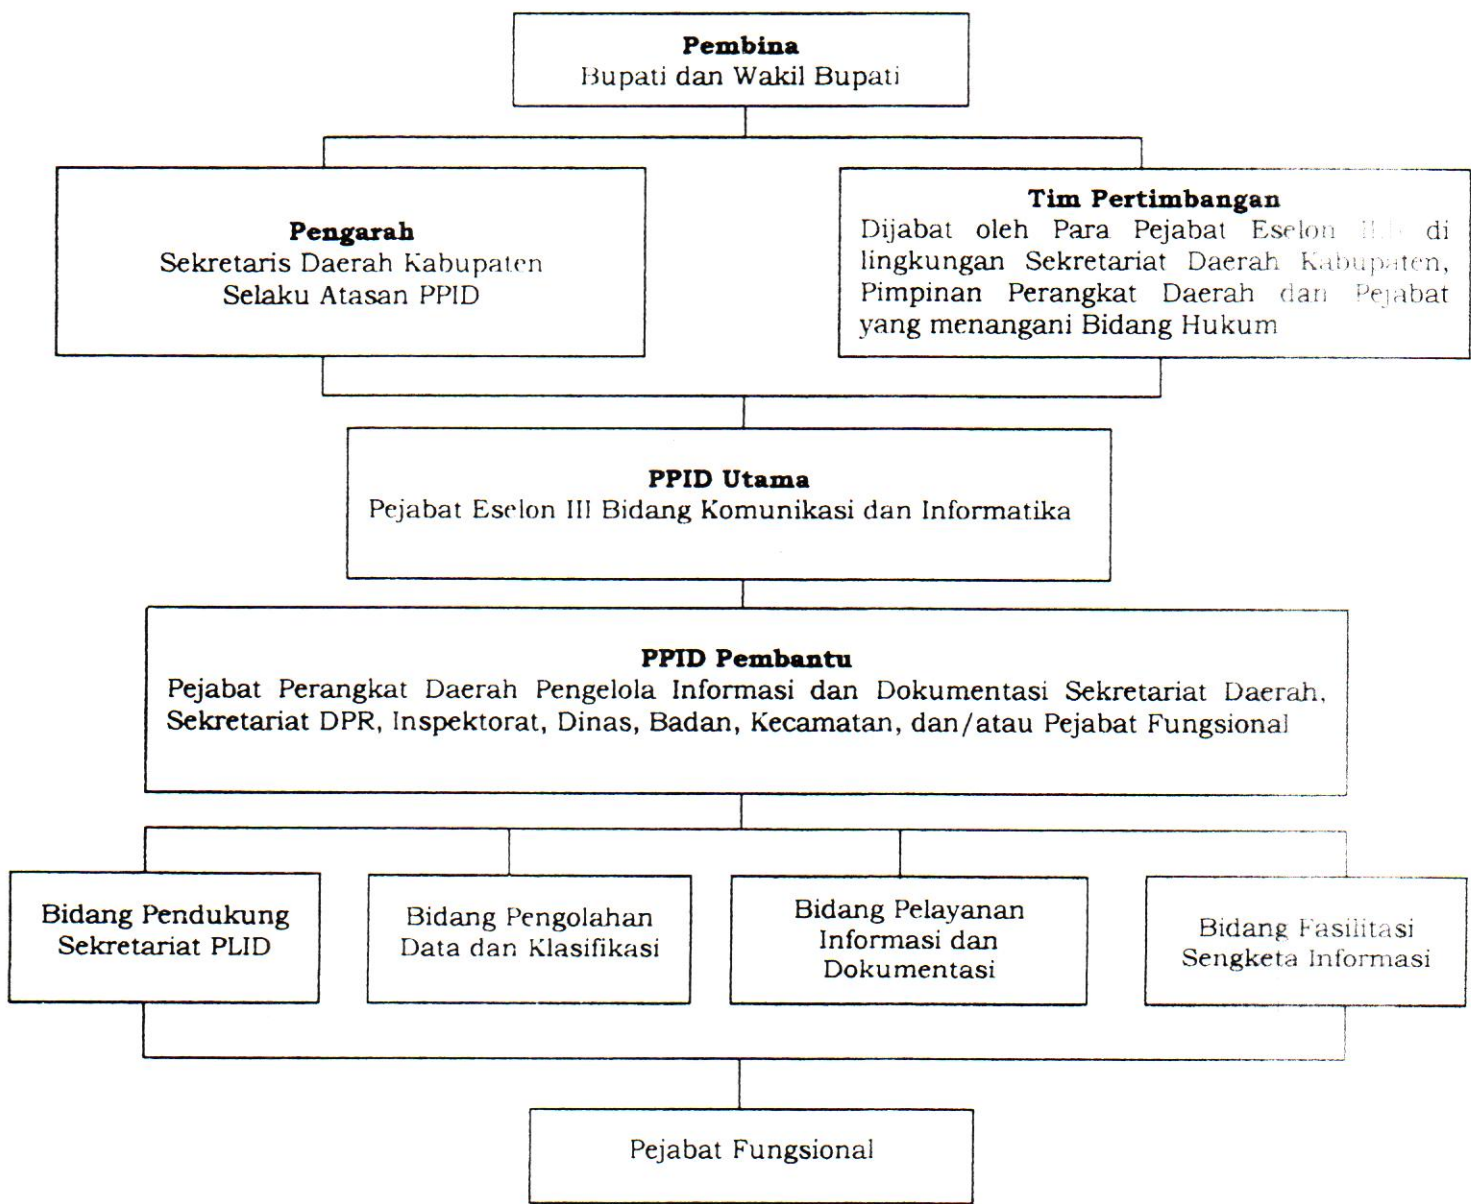 Pembina
Bupati dan Wakil Bupati
Pengarah
Sekretaris Daerah Kabupaten
Selaku Atasan PPID
Tim Pertimbangan
Dijabat oleh Para Pejabat Eselon di
lingkungan Sekretariat Daerah Kabupaten,
Pimpinan Perangkat Daerah dan Pejabat
yang menangani Bidang Hukum
PPID Utama
Pejabat Eselon III Bidang Komunikasi dan Informatika
PPID Pembantu
Pejabat Perangkat Daerah Pengelola Informasi dan Dokumentasi Sekretariat Daerah,
Sekretariat DPR, Inspektorat, Dinas, Badan, Kecamatan, dan/atau Pejabat Fungsional
Bidang Pendukung
Sekretariat PLID
Bidang Pengolahan
Data dan Klasifikasi
Bidang Pelayanan
Informasi dan
Dokumentasi
Bidang Fasilitasi
Sengketa Informasi
Pejabat Fungsional